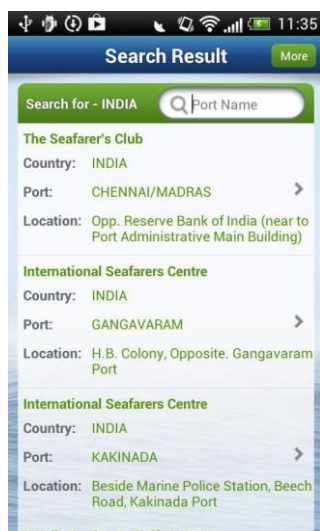 11:35
Search Result
More
Search for - INDIA
Port Name
The Seafarer's Club
Country: INDIA
Port: CHENNAI/MADRAS
Location: Opp. Reserve Bank of India (near to
Port Administrative Main Building)
International Seafarers Centre
Country: INDIA
Port: GANGAVARAM
Location: H.B. Colony, Opposite. Gangavaram
Port
International Seafarers Centre
Country: INDIA
Port: KAKINADA
Location: Beside Marine Police Station, Beech
Road, Kakinada Port